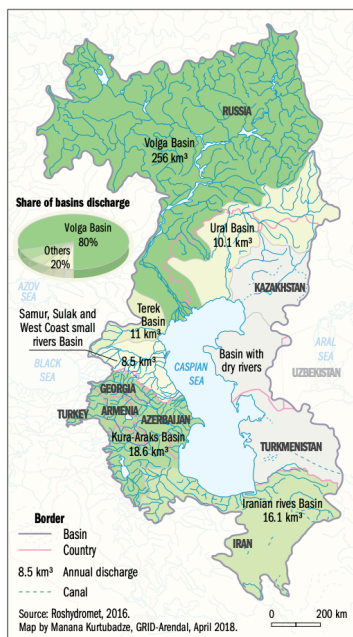 RUSSIA
Volga Basin
256 km³
Share of basins discharge
Volga Basin
80%
Others
20%
Ural Basin
10.1 km³
AZOV
SEA
KAZAKHSTAN
Terek
Basin
11 km³
Samur, Sulak and
West Coast small
rivers Basin
8.5 km³
BLACK
SEA
CASPIAN
SEA
Basin with
dry rivers
ARAL
SEA
UZBEKISTAN
GEORGIA
TURKEY
ARMENIA
AZERBAIJAN
Kura-Araks Basin
18.6 km³
TURKMENISTAN
Iranian rives Basin
16.1 km³
IRAN
Border
Basin
Country
8.5 km³ Annual discharge
Canal
Source: Roshydromet, 2016.
Map by Manana Kurtubadze, GRID-Arendal, April 2018.
0 200 km